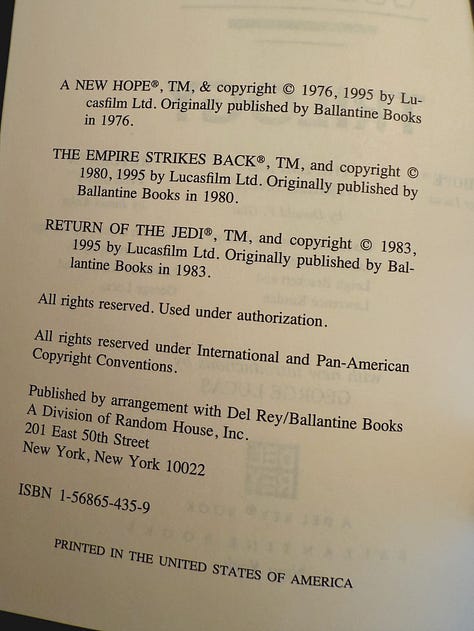 A NEW HOPE®, TM, & copyright © 1976, 1995 by Lu-
casfilm Ltd. Originally published by Ballantine Books
in 1976.
THE EMPIRE STRIKES BACK®, TM, and copyright ©
1980, 1995 by Lucasfilm Ltd. Originally published by
Ballantine Books in 1980.
RETURN OF THE JEDI®, TM, and copyright © 1983,
1995 by Lucasfilm Ltd. Originally published by Bal-
lantine Books in 1983.
All rights reserved. Used under authorization.
All rights reserved under International and Pan-American
Copyright Conventions.
Published by arrangement with Del Rey/Ballantine Books
A Division of Random House, Inc.
201 East 50th Street
New York, New York 10022
ISBN 1-56865-435-9
PRINTED IN THE UNITED STATES OF AMERICA